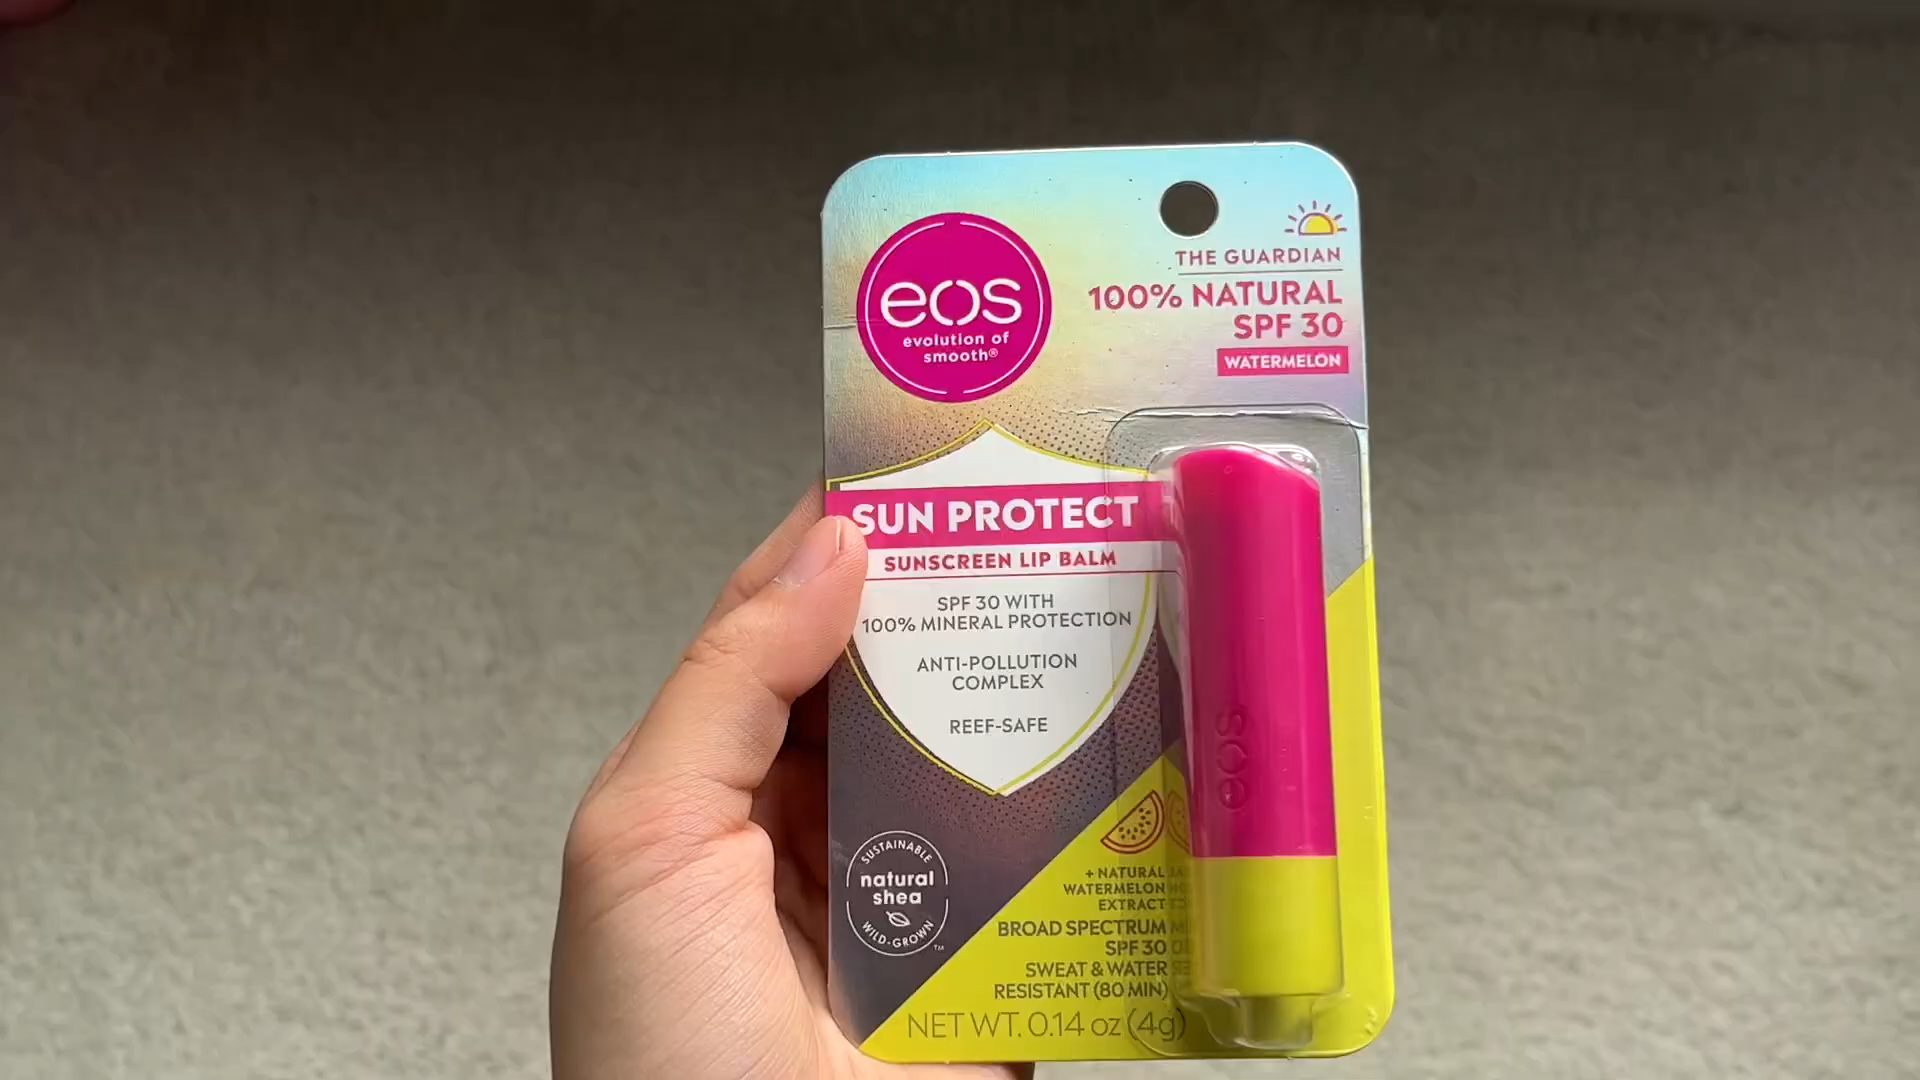 eos
evolution of
smooth®
THE GUARDIAN
100% NATURAL
SPF 30
WATERMELON
SUN PROTECT
SUNSCREEN LIP BALM
SPF 30 WITH
100% MINERAL PROTECTION
ANTI-POLLUTION
COMPLEX
REEF-SAFE
eos
SUSTAINABLE
natural
shea
WILD-GROWN™
+ NATURAL
WATERMELON
EXTRACT
BROAD SPECTRUM
SPF 30
SWEAT & WATER
RESISTANT (80 MIN)
NET WT. 0.14 oz (4g)